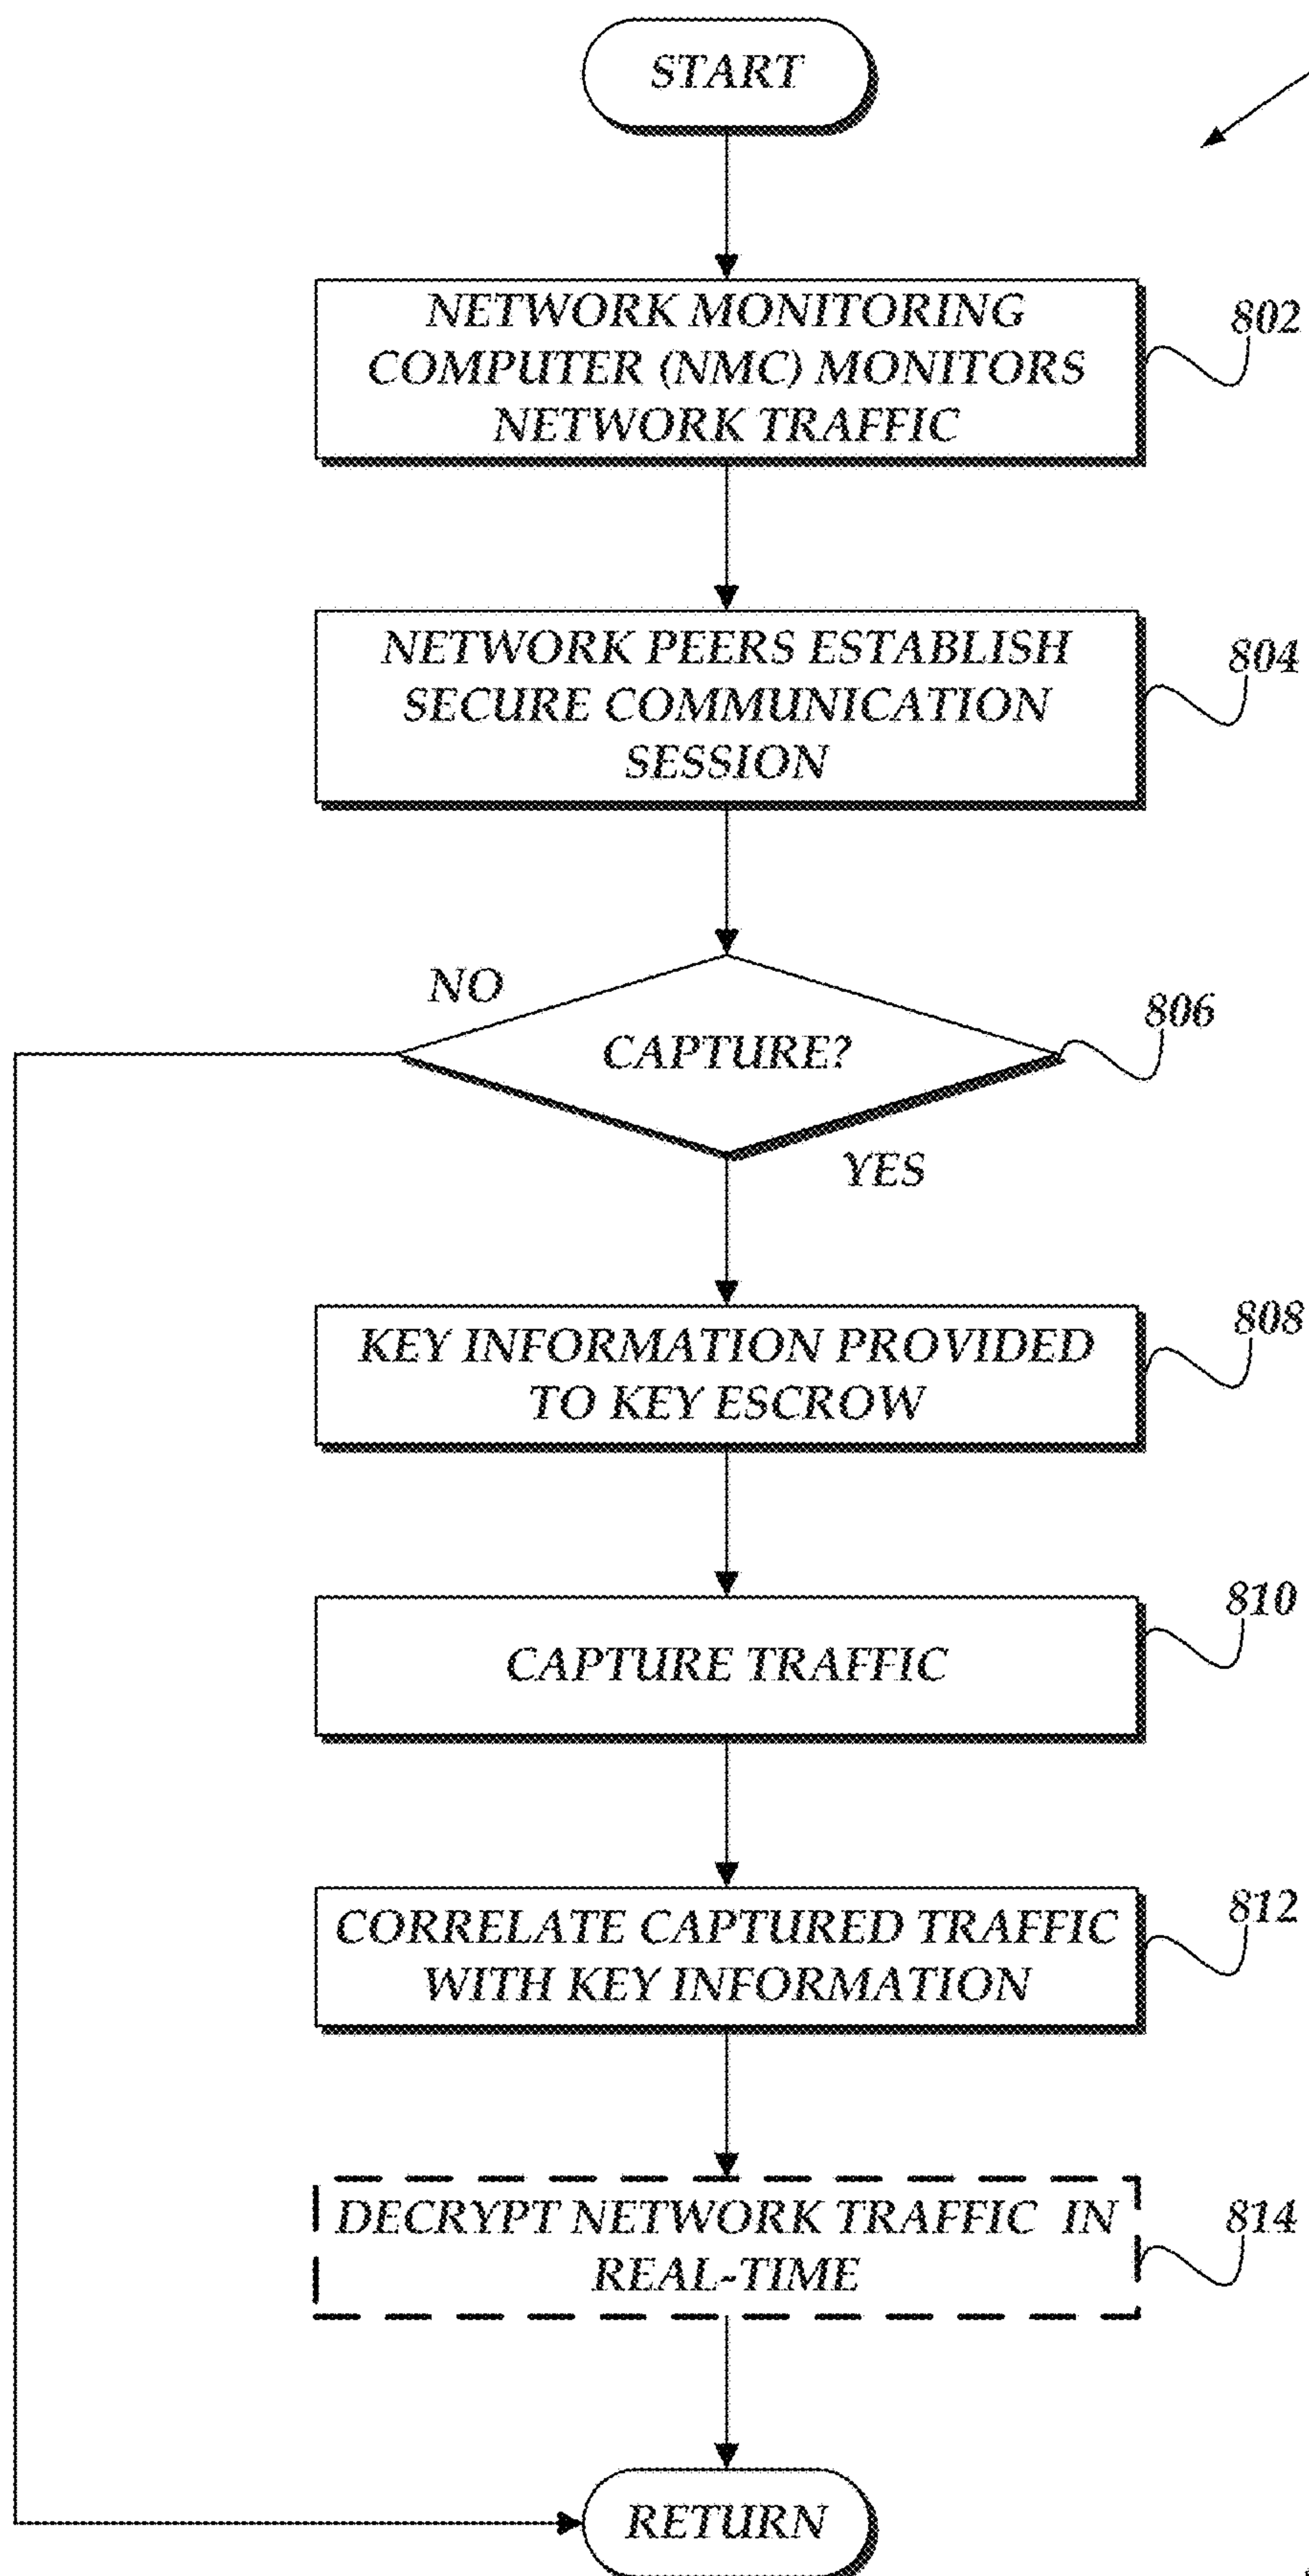 START
NETWORK MONITORING
COMPUTER (NMC) MONITORS
NETWORK TRAFFIC
802
NETWORK PEERS ESTABLISH
SECURE COMMUNICATION
SESSION
804
NO
CAPTURE?
806
YES
KEY INFORMATION PROVIDED
TO KEY ESCROW
808
CAPTURE TRAFFIC
810
CORRELATE CAPTURED TRAFFIC
WITH KEY INFORMATION
812
DECRYPT NETWORK TRAFFIC IN
REAL-TIME
814
RETURN